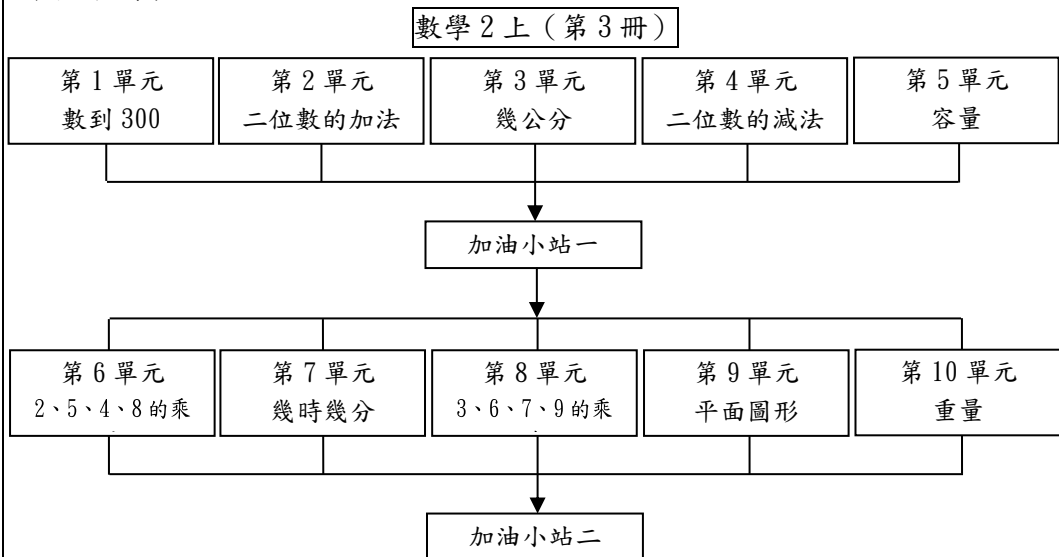 數學2上（第3冊）
第1單元
數到300
第2單元
二位數的加法
第3單元
幾公分
第4單元
二位數的減法
第5單元
容量
加油小站一
第6單元
2、5、4、8的乘
第7單元
幾時幾分
第8單元
3、6、7、9的乘
第9單元
平面圖形
第10單元
重量
加油小站二